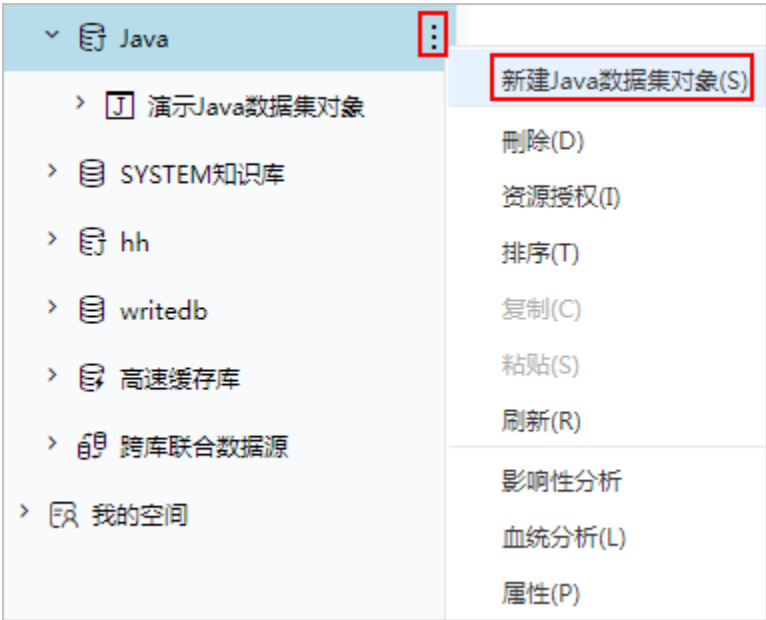 Java
J 演示Java数据集对象
SYSTEM知识库
hh
writedb
高速缓存库
跨库联合数据源
我的空间
新建Java数据集对象(S)
删除(D)
资源授权(I)
排序(T)
复制(C)
粘贴(S)
刷新(R)
影响性分析
血统分析(L)
属性(P)